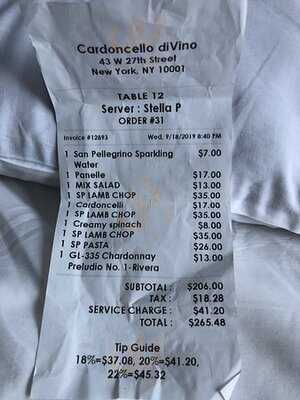 Cardoncello diVino
43 W 27th Street
New York, NY 10001
TABLE 12
Server : Stella P
ORDER #31
Invoice #12893 Wed, 9/18/2019 8:40 PM
1 San Pellegrino Sparkling $7.00
Water
1 Panelle $17.00
1 MIX SALAD $13.00
1 SP LAMB CHOP $35.00
1 Cardoncelli $17.00
1 SP LAMB CHOP $35.00
1 Creamy spinach $8.00
1 SP LAMB CHOP $35.00
1 SP PASTA $26.00
1 GL-335 Chardonnay $13.00
Preludio No. 1-Rivera
SUBTOTAL : $206.00
TAX : $18.28
SERVICE CHARGE : $41.20
TOTAL : $265.48
Tip Guide
18%=$37.08, 20%=$41.20,
22%=$45.32